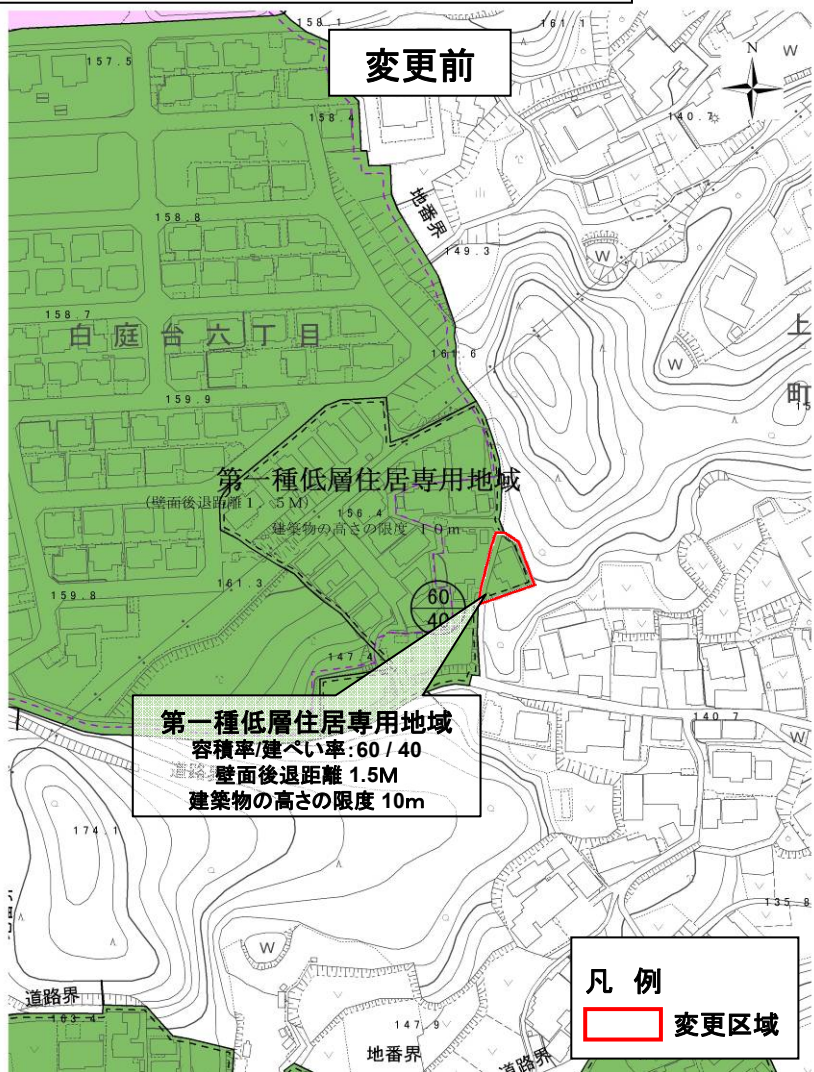 変更前
N
158.1
161.1
W
157.5
158.4
140.7
地番界
158.8
149.3
W
158.7
白庭台六丁目
上
町
161.6
W
159.9
第一種低層住居専用地域
(壁面後退距離1.5M)
156.4
建築物の高さの限度 10m
161.3
159.8
60
40
147.4
第一種低層住居専用地域
容積率/建ぺい率:60 / 40
壁面後退距離 1.5M
建築物の高さの限度 10m
140.7
W
174.1
135.8
W
道路界
163.4
147.9
地番界
道路界
凡 例
変更区域